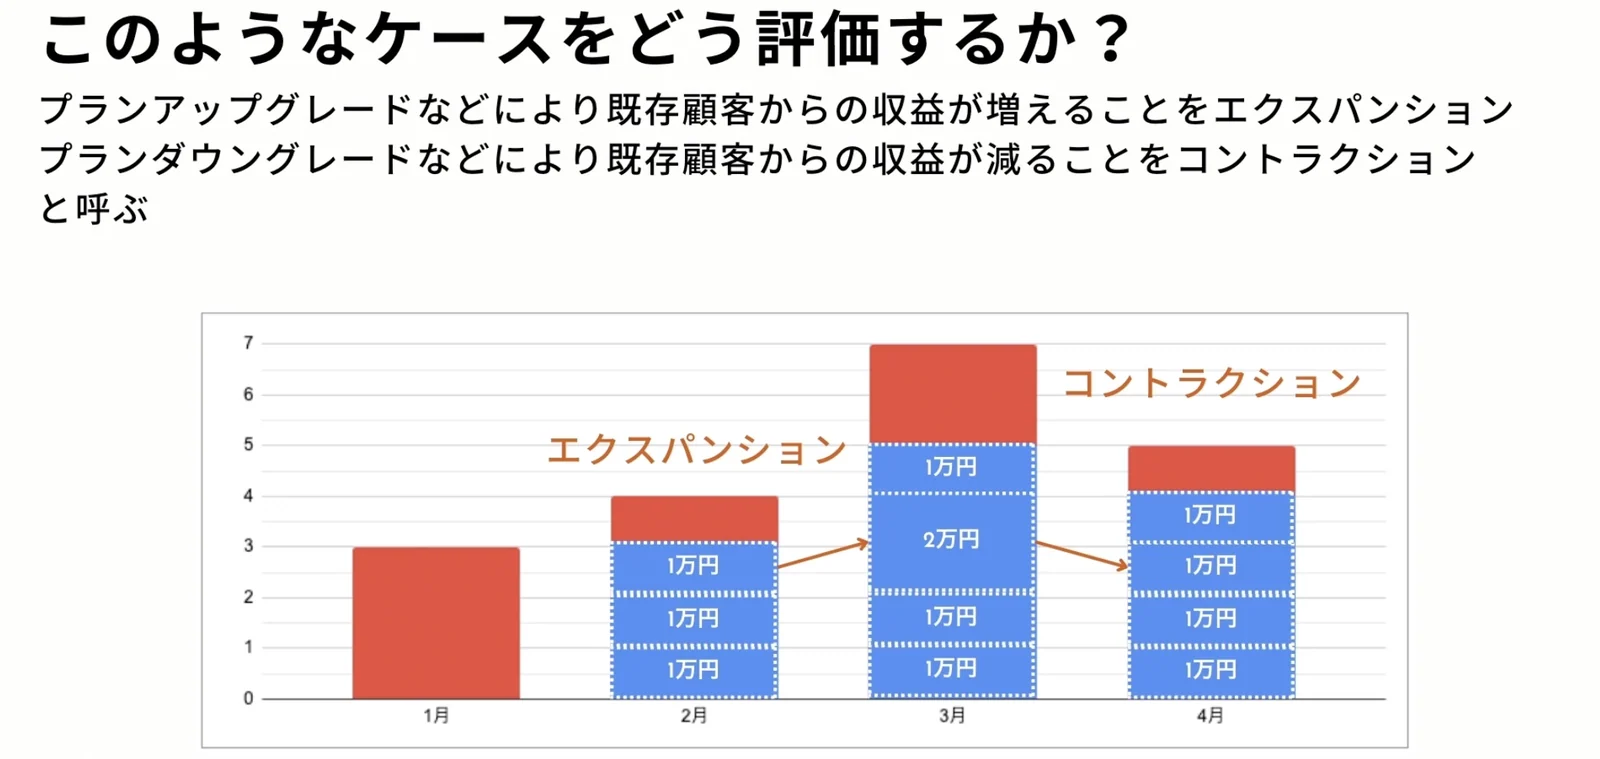 このようなケースをどう評価するか？
プランアップグレードなどにより既存顧客からの収益が増えることをエクスパンション
プランダウングレードなどにより既存顧客からの収益が減ることをコントラクション
と呼ぶ
7
6
5
4
3
2
1
0
エクスパンション
コントラクション
1万円
1万円
1万円
1万円
2万円
1万円
1万円
1万円
1万円
1万円
1万円
1月
2月
3月
4月